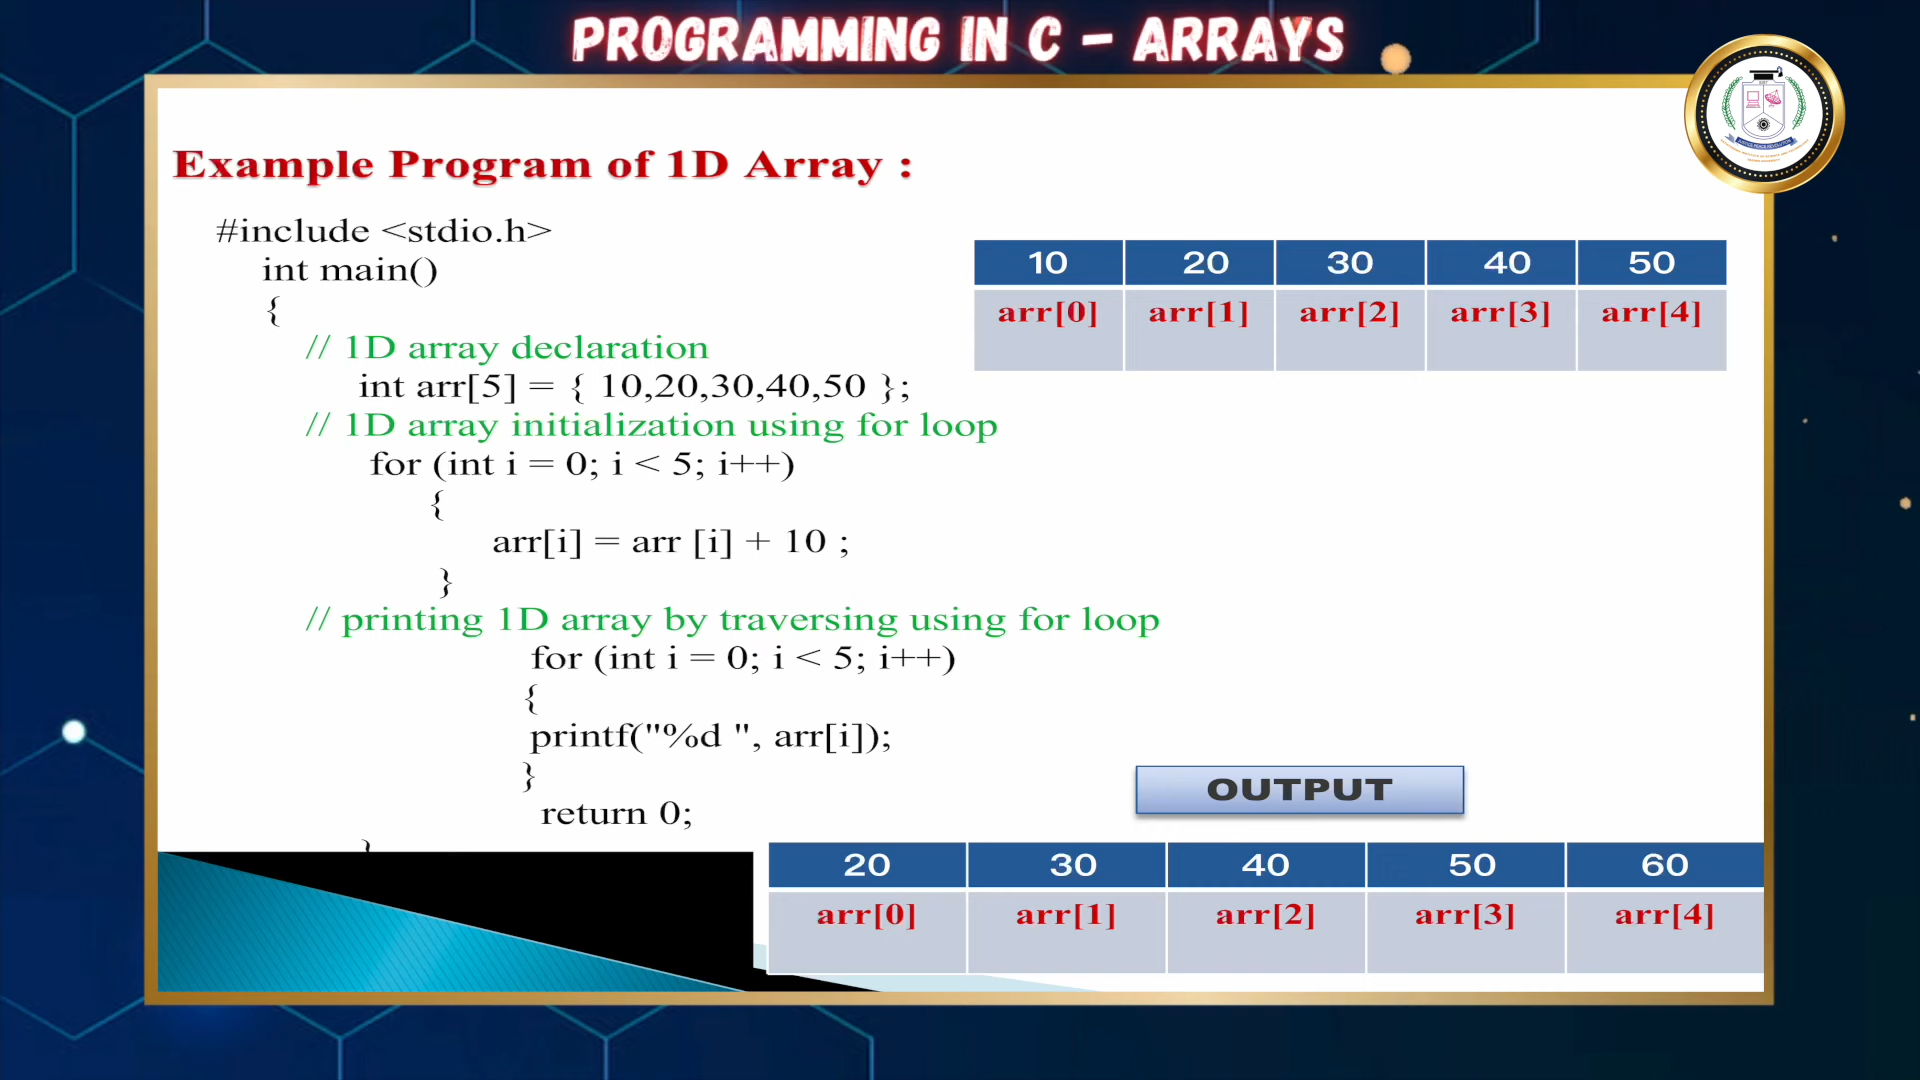 PROGRAMMING IN C – ARRAYS
Example Program of 1D Array :
#include <stdio.h>
int main()
{
// 1D array declaration
int arr[5] = { 10,20,30,40,50 };
// 1D array initialization using for loop
for (int i = 0; i < 5; i++)
{
arr[i] = arr [i] + 10 ;
}
// printing 1D array by traversing using for loop
for (int i = 0; i < 5; i++)
{
printf("%d ", arr[i]);
}
return 0;
}
10 20 30 40 50
arr[0] arr[1] arr[2] arr[3] arr[4]
OUTPUT
20 30 40 50 60
arr[0] arr[1] arr[2] arr[3] arr[4]